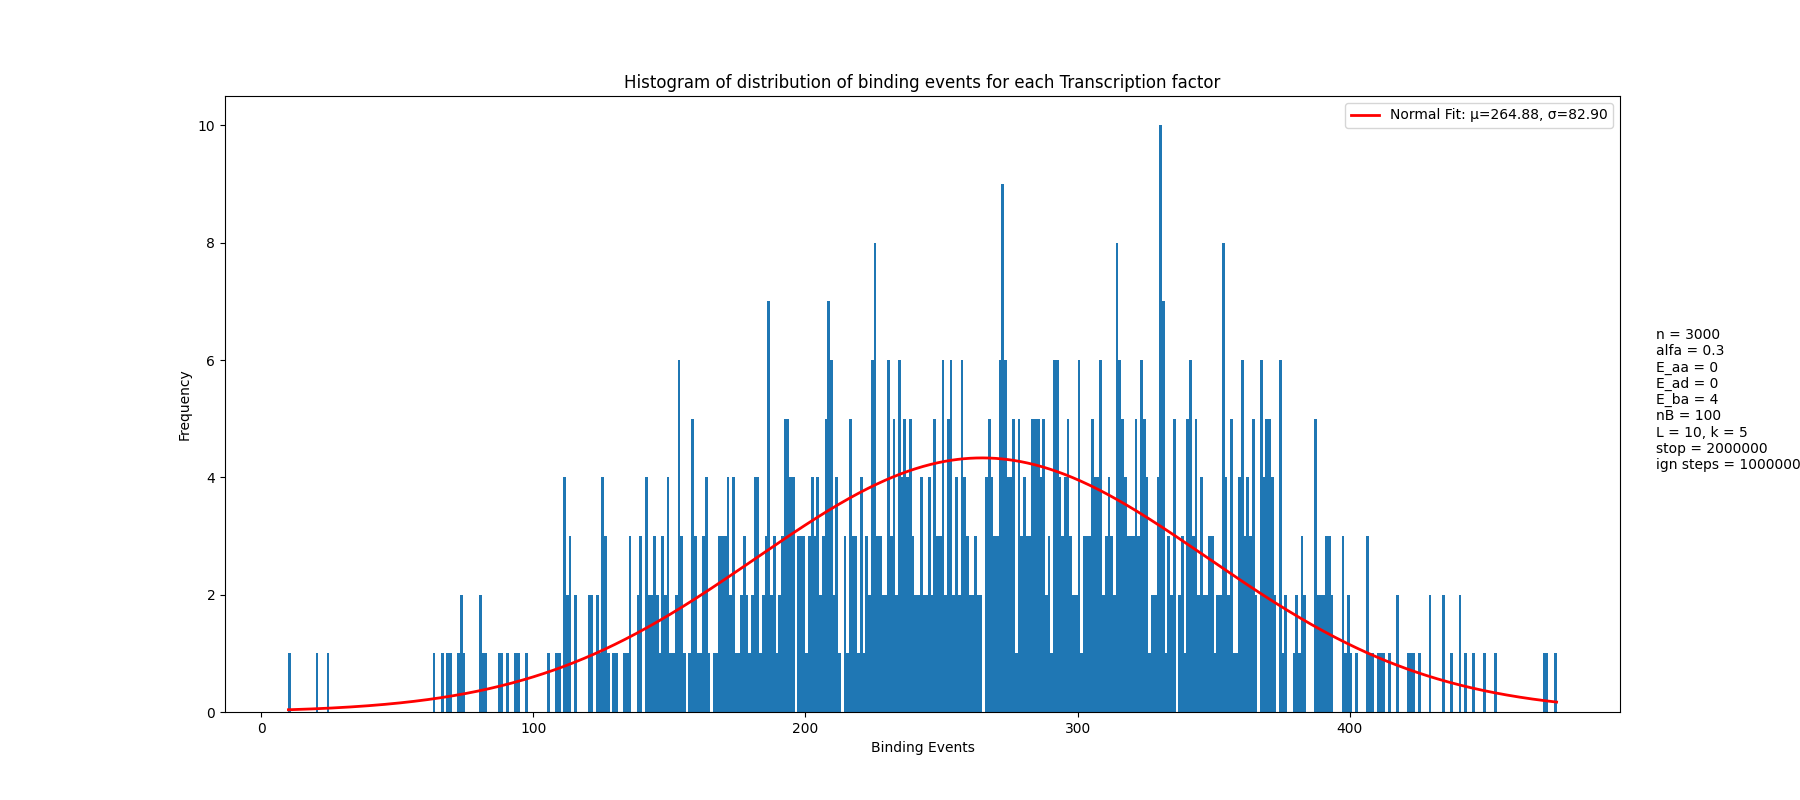 Histogram of distribution of binding events for each Transcription factor
Normal Fit: μ=264.88, σ=82.90
10
8
6
4
2
0
Frequency
0 100 200 300 400
Binding Events
n = 3000
alfa = 0.3
E_aa = 0
E_ad = 0
E_ba = 4
nB = 100
L = 10, k = 5
stop = 2000000
ign steps = 1000000